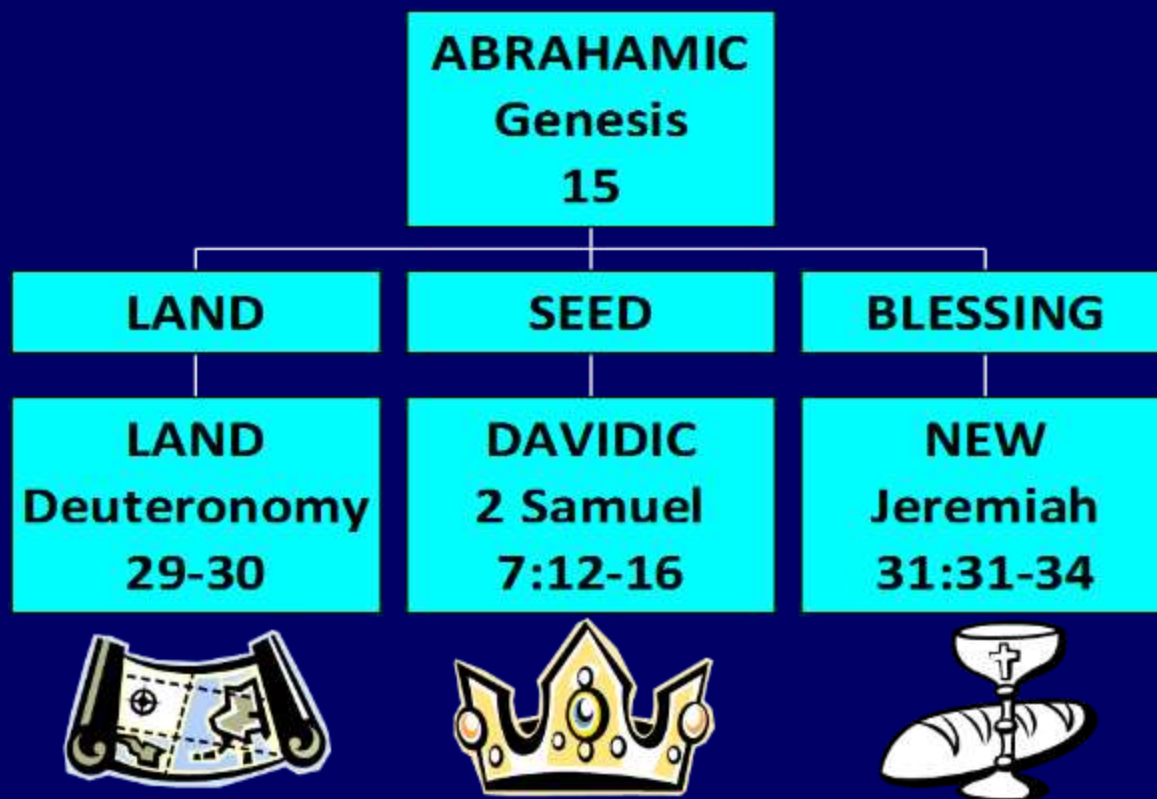 ABRAHAMIC
Genesis
15
LAND
SEED
BLESSING
LAND
Deuteronomy
29-30
DAVIDIC
2 Samuel
7:12-16
NEW
Jeremiah
31:31-34